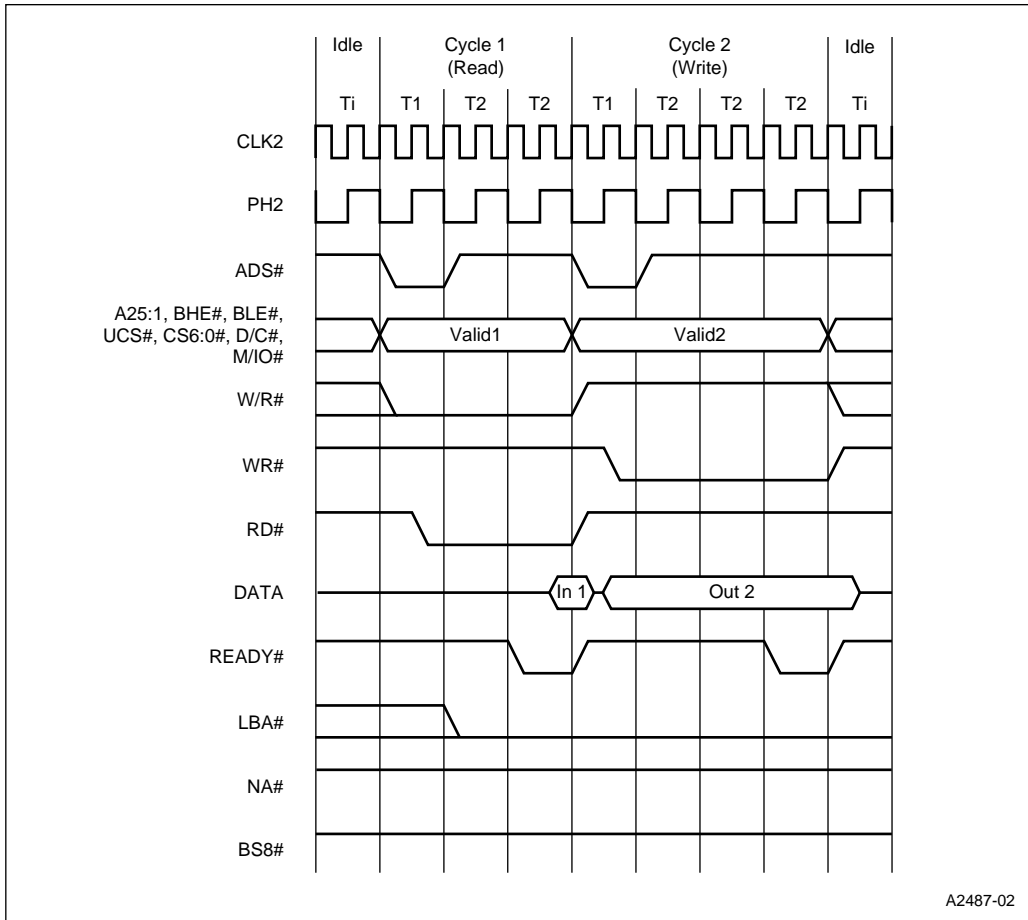 Idle Cycle 1 Cycle 2 Idle
(Read) (Write)
Ti T1 T2 T2 T1 T2 T2 T2 Ti
CLK2
PH2
ADS#
A25:1, BHE#, BLE#,
UCS#, CS6:0#, D/C#,
M/IO#
Valid1 Valid2
W/R#
WR#
RD#
DATA In 1 Out 2
READY#
LBA#
NA#
BS8#
A2487-02